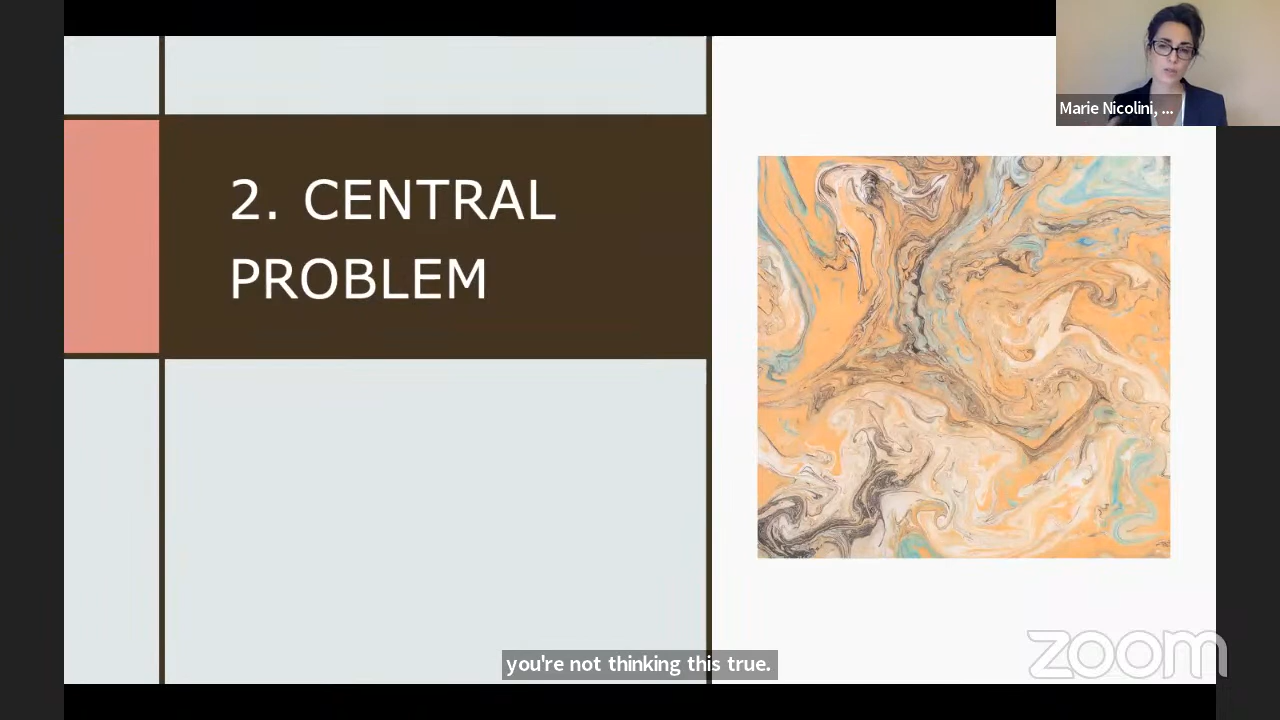 Marie Nicolini, ...
2. CENTRAL
PROBLEM
you're not thinking this true.
zoom